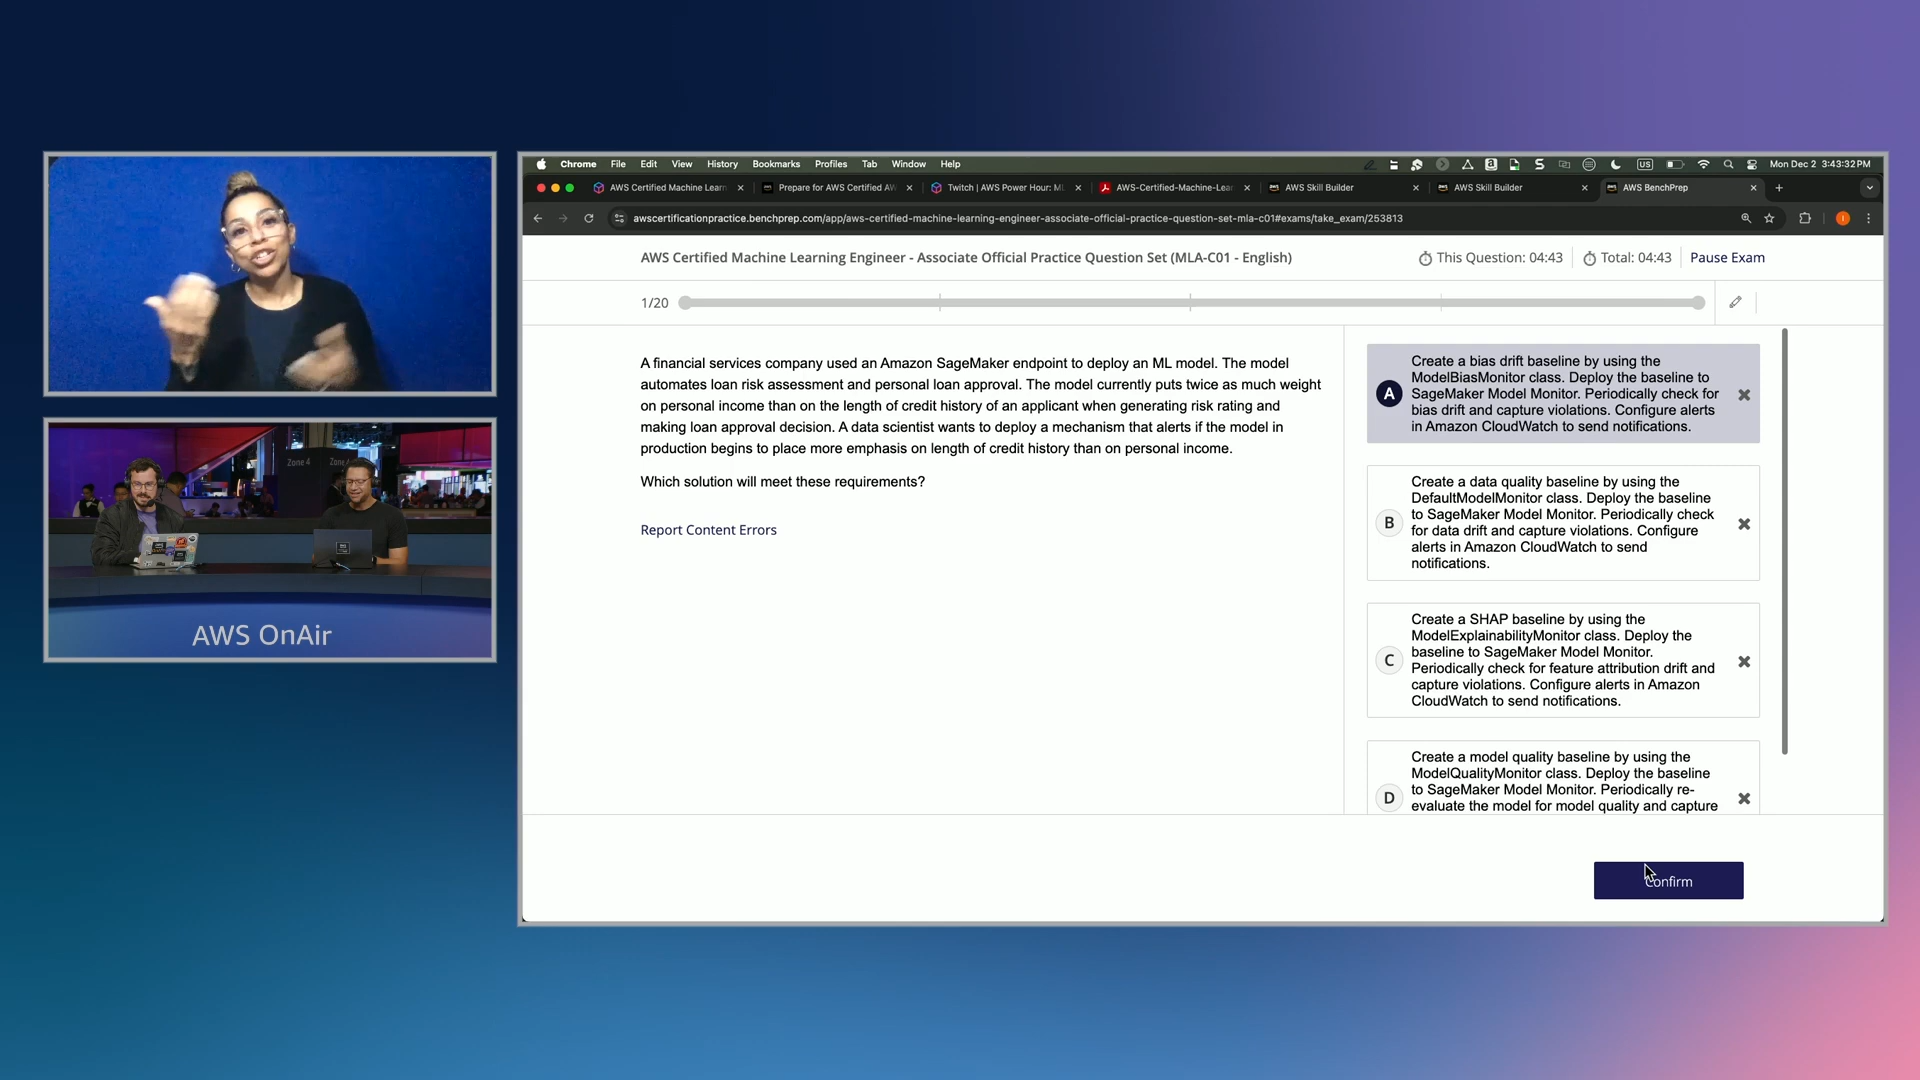 Chrome File Edit View History Bookmarks Profiles Tab Window Help
US
Mon Dec 2 3:43:32 PM
AWS Certified Machine Learn
Prepare for AWS Certified AW
Twitch | AWS Power Hour: M
AWS-Certified-Machine-Lear
AWS Skill Builder
AWS Skill Builder
AWS BenchPrep
awscertificationpractice.benchprep.com/app/aws-certified-machine-learning-engineer-associate-official-practice-question-set-mla-c01#exams/take_exam/253813
AWS Certified Machine Learning Engineer - Associate Official Practice Question Set (MLA-C01 - English)
This Question: 04:43
Total: 04:43
Pause Exam
1/20
A financial services company used an Amazon SageMaker endpoint to deploy an ML model. The model
automates loan risk assessment and personal loan approval. The model currently puts twice as much weight
on personal income than on the length of credit history of an applicant when generating risk rating and
making loan approval decision. A data scientist wants to deploy a mechanism that alerts if the model in
production begins to place more emphasis on length of credit history than on personal income.
Which solution will meet these requirements?
Report Content Errors
A
Create a bias drift baseline by using the
ModelBiasMonitor class. Deploy the baseline to
SageMaker Model Monitor. Periodically check for
bias drift and capture violations. Configure alerts
in Amazon CloudWatch to send notifications.
B
Create a data quality baseline by using the
DefaultModelMonitor class. Deploy the baseline
to SageMaker Model Monitor. Periodically check
for data drift and capture violations. Configure
alerts in Amazon CloudWatch to send
notifications.
C
Create a SHAP baseline by using the
ModelExplainabilityMonitor class. Deploy the
baseline to SageMaker Model Monitor.
Periodically check for feature attribution drift and
capture violations. Configure alerts in Amazon
CloudWatch to send notifications.
D
Create a model quality baseline by using the
ModelQualityMonitor class. Deploy the baseline
to SageMaker Model Monitor. Periodically re-
evaluate the model for model quality and capture
Confirm
Zone 4
AWS OnAir